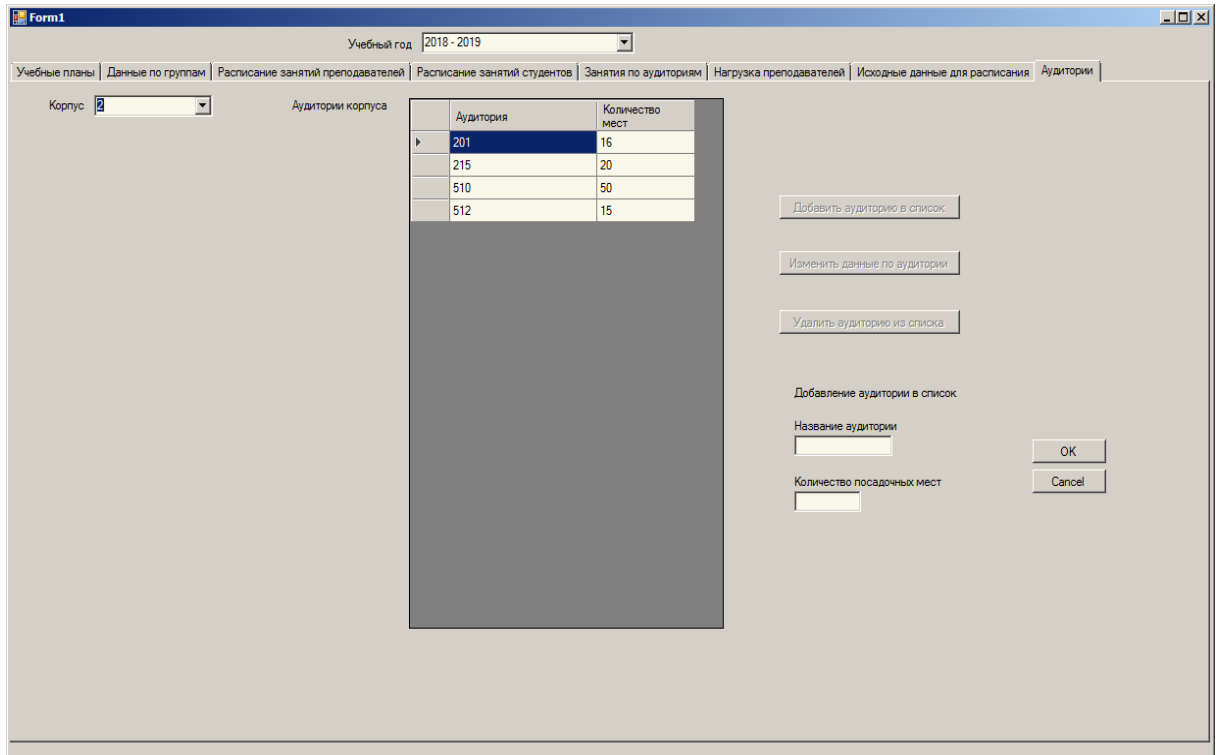 Form1
Учебный год 2018 - 2019
Учебные планы Данные по группам Расписание занятий преподавателей Расписание занятий студентов Занятия по аудиториям Нагрузка преподавателей Исходные данные для расписания Аудитории
Корпус 2 Аудитории корпуса
Аудитория Количество
мест
201 16
215 20
510 50
512 15
Добавить аудиторию в список
Изменить данные по аудитории
Удалить аудиторию из списка
Добавление аудитории в список
Название аудитории
OK
Количество посадочных мест
Cancel